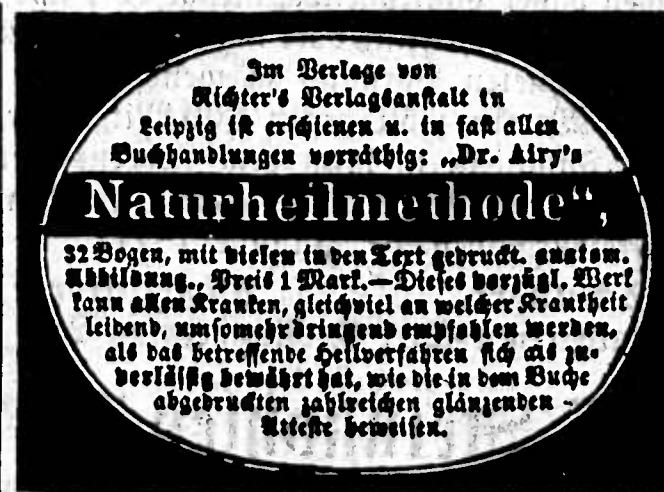 Im Verlage von
Richter's Verlagsanstalt in
Leipzig ist erschienen u. in fast allen
Buchhandlungen vorräthig: „Dr. Airy's
Naturheilmethode“,
32 Bogen, mit vielen in den Text gedruckt. anatom.
Abbildung., Preis 1 Mark.—Dieses vorzügl. Werk
kann allen Kranken, gleichviel an welcher Krankheit
leidend, umsomehr dringend empfohlen werden,
als das betreffende Heilverfahren sich als zu-
verlässig bewährt hat, wie die in dem Buche
abgedruckten zahlreichen glänzenden
Atteste beweisen.